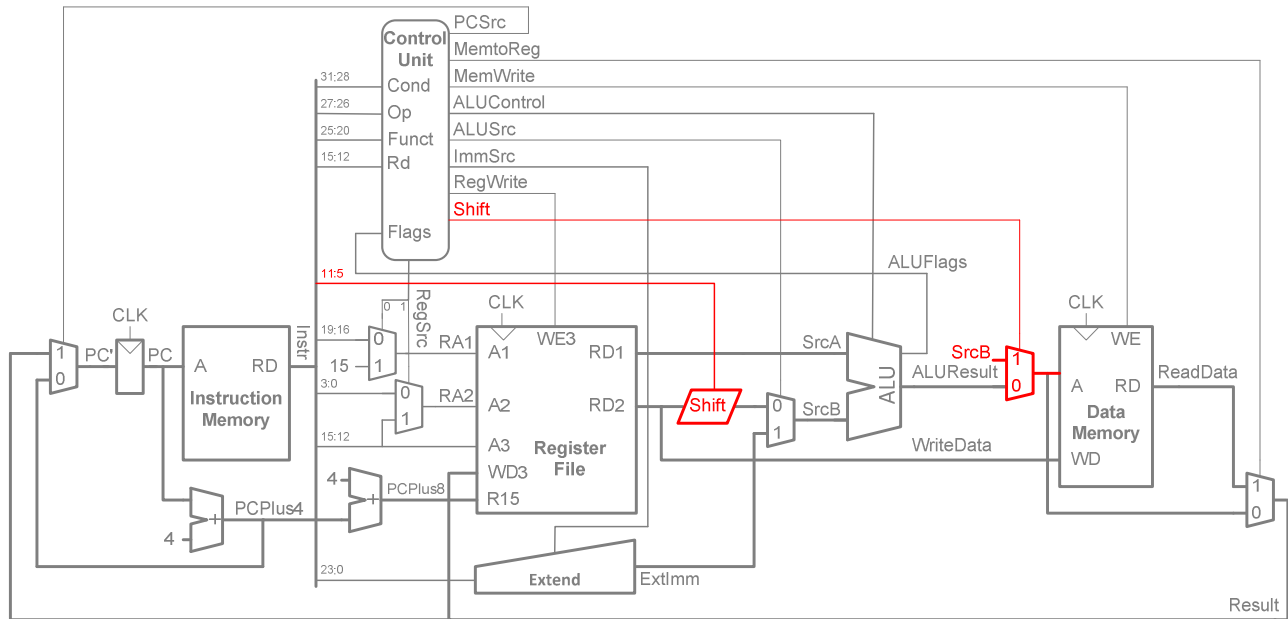 PCSrc
Control
Unit
MemtoReg
MemWrite
ALUControl
ALUSrc
ImmSrc
RegWrite
Shift
31:28
Cond
27:26
Op
25:20
Funct
15:12
Rd
Flags
ALUFlags
11:5
0 1
RegSrc
CLK
CLK
CLK
Instr
19:16
0
15
1
RA1
A1
WE3
RD1
SrcA
WE
1
0
PC'
PC
A
RD
Instruction
Memory
3:0
0
1
RA2
A2
RD2
Shift
0
1
SrcB
ALU
SrcB
1
ALUResult
0
A
RD
ReadData
Data
Memory
15:12
A3
Register
File
WriteData
WD
WD3
4
+
PCPlus8
R15
1
0
PCPlus4
+
4
23:0
Extend
ExtImm
Result